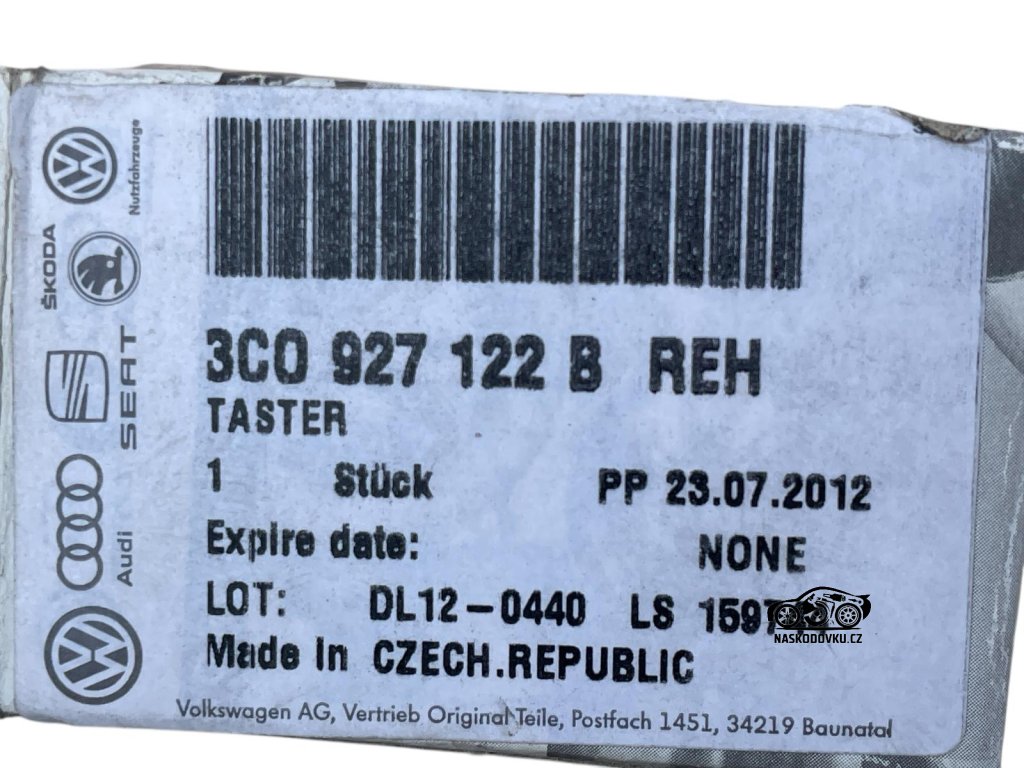 Nutzfahrzeuge
ŠKODA
SEAT
Audi
3C0 927 122 B REH
TASTER
1 Stück PP 23.07.2012
Expire date: NONE
LOT: DL12-0440 LS
NASKODOVKU.CZ
Made In CZECH.REPUBLIC
Volkswagen AG, Vertrieb Original Teile, Postfach 1451, 34219 Baunatal